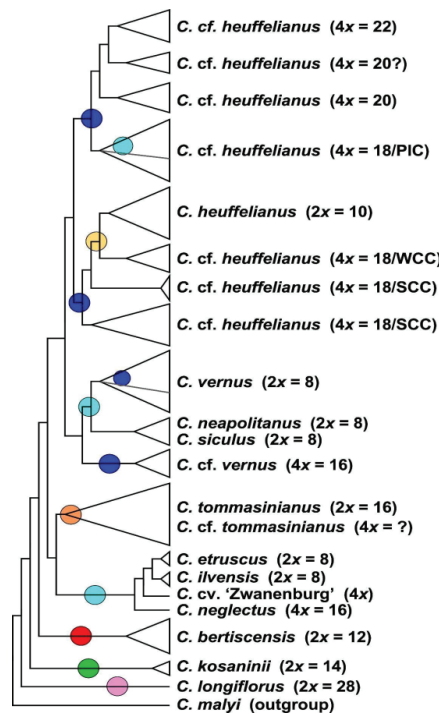 C. cf. heuffelianus (4x = 22)
C. cf. heuffelianus (4x = 20?)
C. cf. heuffelianus (4x = 20)
C. cf. heuffelianus (4x = 18/PIC)
C. heuffelianus (2x = 10)
C. cf. heuffelianus (4x = 18/WCC)
C. cf. heuffelianus (4x = 18/SCC)
C. cf. heuffelianus (4x = 18/SCC)
C. vernus (2x = 8)
C. neapolitanus (2x = 8)
C. siculus (2x = 8)
C. cf. vernus (4x = 16)
C. tommasinianus (2x = 16)
C. cf. tommasinianus (4x = ?)
C. etruscus (2x = 8)
C. ilvensis (2x = 8)
C. cv. ‘Zwanenburg’ (4x)
C. neglectus (4x = 16)
C. bertiscensis (2x = 12)
C. kosaninii (2x = 14)
C. longiflorus (2x = 28)
C. malyi (outgroup)